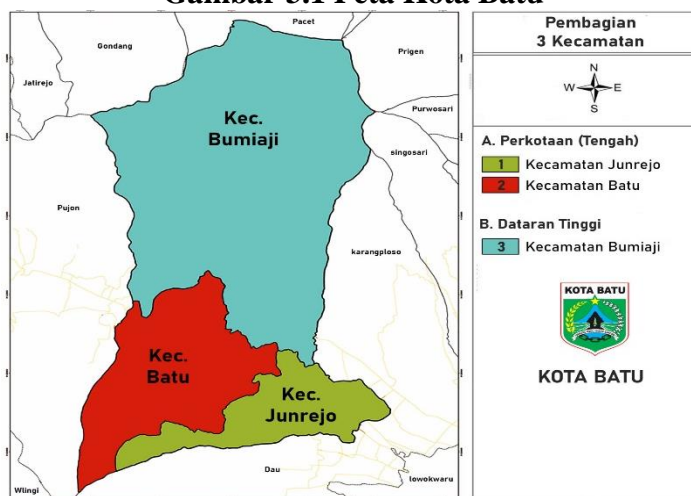 Gambar 3.1 Peta Kota Batu
Pacet
Gondang
Prigen
Jatirejo
Purwosari
Kec.
Bumiaji
singosari
Pujon
karangploso
Kec.
Batu
Kec.
Junrejo
Dau
lowokwaru
Wlingi
Pembagian
3 Kecamatan
N
W E
S
A. Perkotaan (Tengah)
1 Kecamatan Junrejo
2 Kecamatan Batu
B. Dataran Tinggi
3 Kecamatan Bumiaji
KOTA BATU
KOTA BATU